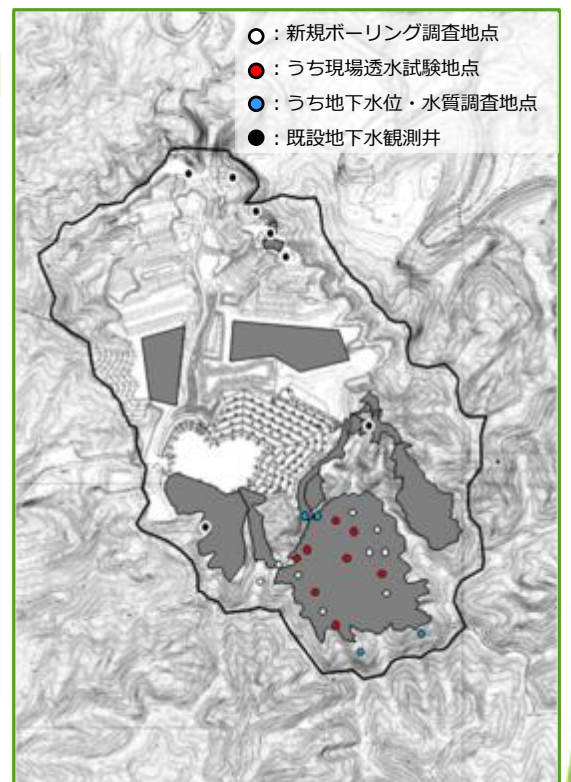 ○：新規ボーリング調査地点
●：うち現場透水試験地点
●：うち地下水位・水質調査地点
●：既設地下水観測井